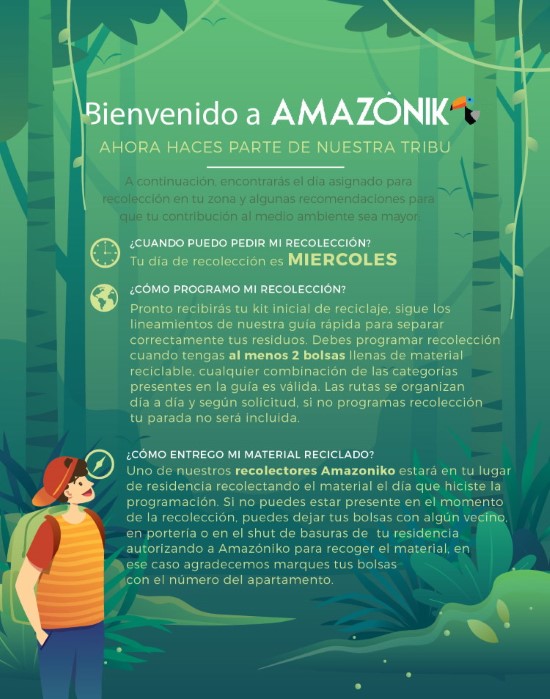 Bienvenido a AMAZÓNIK
AHORA HACES PARTE DE NUESTRA TRIBU
A continuación, encontrarás el día asignado para
recolección en tu zona y algunas recomendaciones para
que tu contribución al medio ambiente sea mayor.
¿CUANDO PUEDO PEDIR MI RECOLECCIÓN?
Tu día de recolección es MIERCOLES
¿CÓMO PROGRAMO MI RECOLECCIÓN?
Pronto recibirás tu kit inicial de reciclaje, sigue los
lineamientos de nuestra guía rápida para separar
correctamente tus residuos. Debes programar recolección
cuando tengas al menos 2 bolsas llenas de material
reciclable, cualquier combinación de las categorías
presentes en la guía es válida. Las rutas se organizan
día a día y según solicitud, si no programas recolección
tu parada no será incluida.
¿CÓMO ENTREGO MI MATERIAL RECICLADO?
Uno de nuestros recolectores Amazoniko estará en tu lugar
de residencia recolectando el material el día que hiciste la
programación. Si no puedes estar presente en el momento
de la recolección, puedes dejar tus bolsas con algún vecino,
en portería o en el shut de basuras de tu residencia
autorizando a Amazóniko para recoger el material, en
ese caso agradecemos marques tus bolsas
con el número del apartamento.